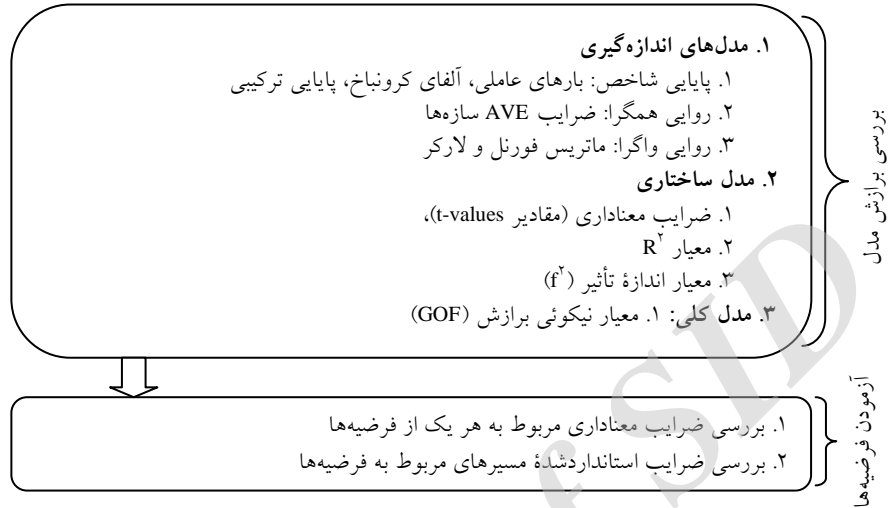 ۱. مدل‌های اندازه‌گیری
۱. پایایی شاخص: بارهای عاملی، آلفای کرونباخ، پایایی ترکیبی
۲. روایی همگرا: ضرایب AVE سازه‌ها
۳. روایی واگرا: ماتریس فورنل و لارکر
۲. مدل ساختاری
۱. ضرایب معناداری (مقادیر t-values)،
۲. معیار R۲
۳. معیار اندازۀ تأثیر (f۲)
۳. مدل کلی: ۱. معیار نیکوئی برازش (GOF)
بررسی برازش مدل
۱. بررسی ضرایب معناداری مربوط به هر یک از فرضیه‌ها
۲. بررسی ضرایب استانداردشدۀ مسیرهای مربوط به فرضیه‌ها
آزمودن فرضیه‌ها
f SID